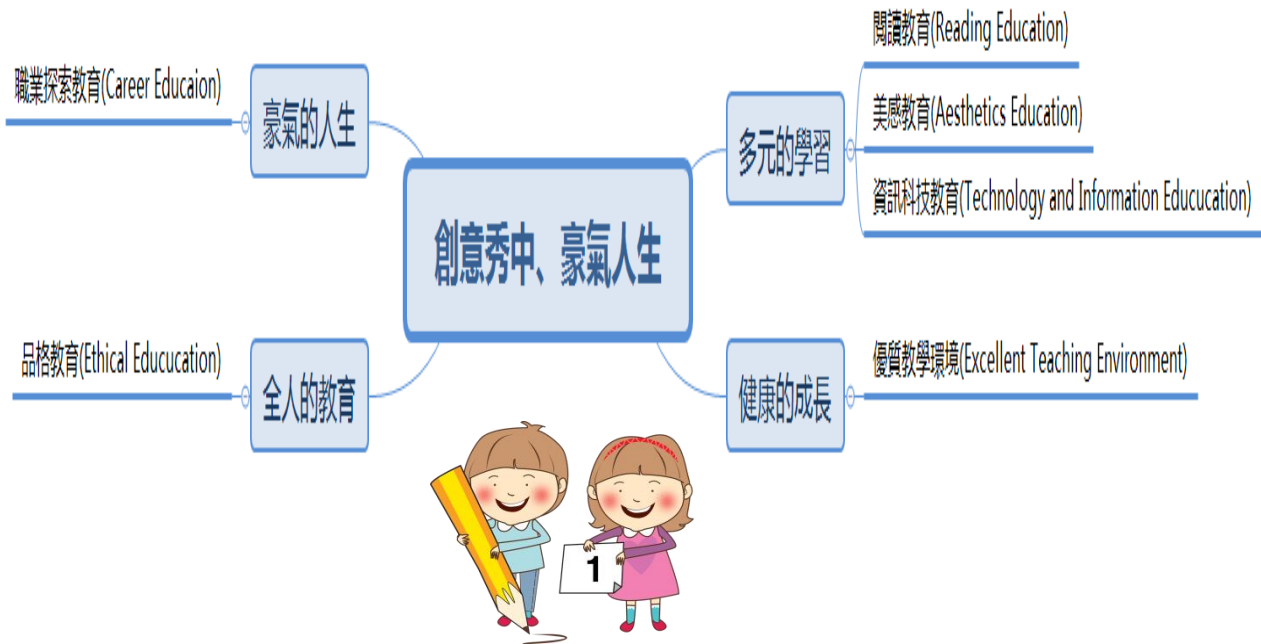 創意秀中、豪氣人生
豪氣的人生
職業探索教育(Career Educaion)
全人的教育
品格教育(Ethical Educucation)
多元的學習
閱讀教育(Reading Education)
美感教育(Aesthetics Education)
資訊科技教育(Technology and Information Educucation)
健康的成長
優質教學環境(Excellent Teaching Environment)
1